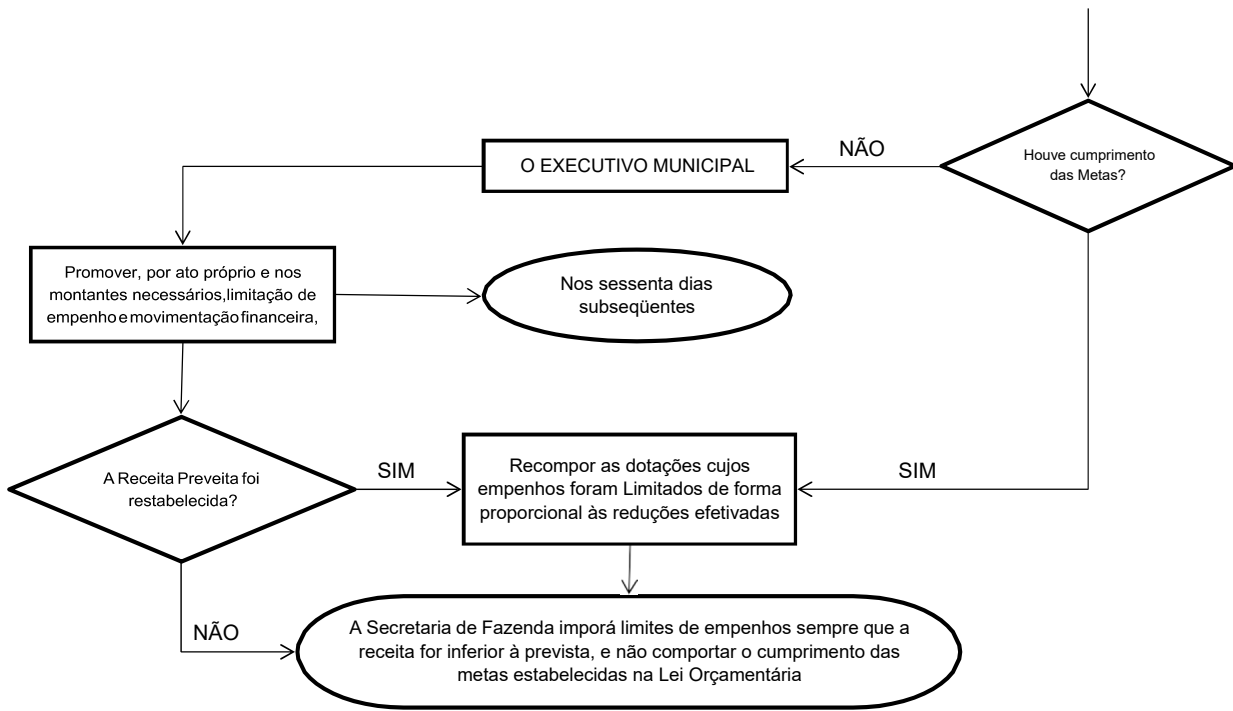 Houve cumprimento
das Metas?
NÃO
O EXECUTIVO MUNICIPAL
Promover, por ato próprio e nos
montantes necessários,limitação de
empenho e movimentação financeira,
Nos sessenta dias
subseqüentes
A Receita Preveita foi
restabelecida?
SIM
Recompor as dotações cujos
empenhos foram Limitados de forma
proporcional às reduções efetivadas
SIM
NÃO
A Secretaria de Fazenda imporá limites de empenhos sempre que a
receita for inferior à prevista, e não comportar o cumprimento das
metas estabelecidas na Lei Orçamentária